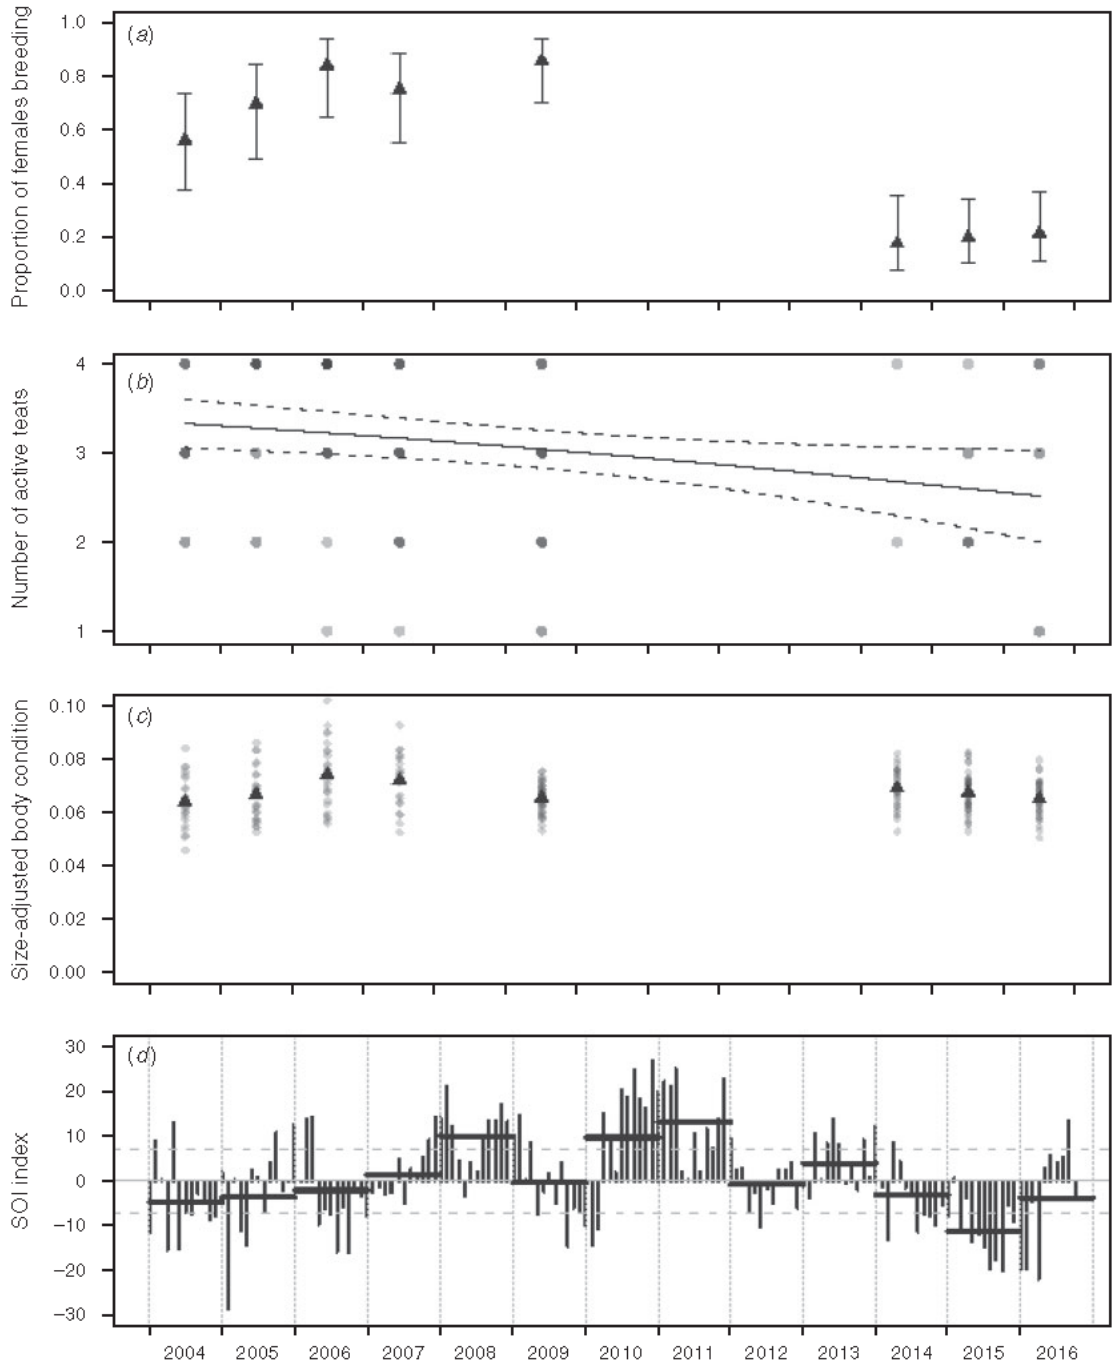 Proportion of females breeding
(a)
1.0
0.8
0.6
0.4
0.2
0.0
Number of active teats
(b)
4
3
2
1
Size-adjusted body condition
(c)
0.10
0.08
0.06
0.04
0.02
0.00
SOI index
(d)
30
20
10
0
−10
−20
−30
2004 2005 2006 2007 2008 2009 2010 2011 2012 2013 2014 2015 2016